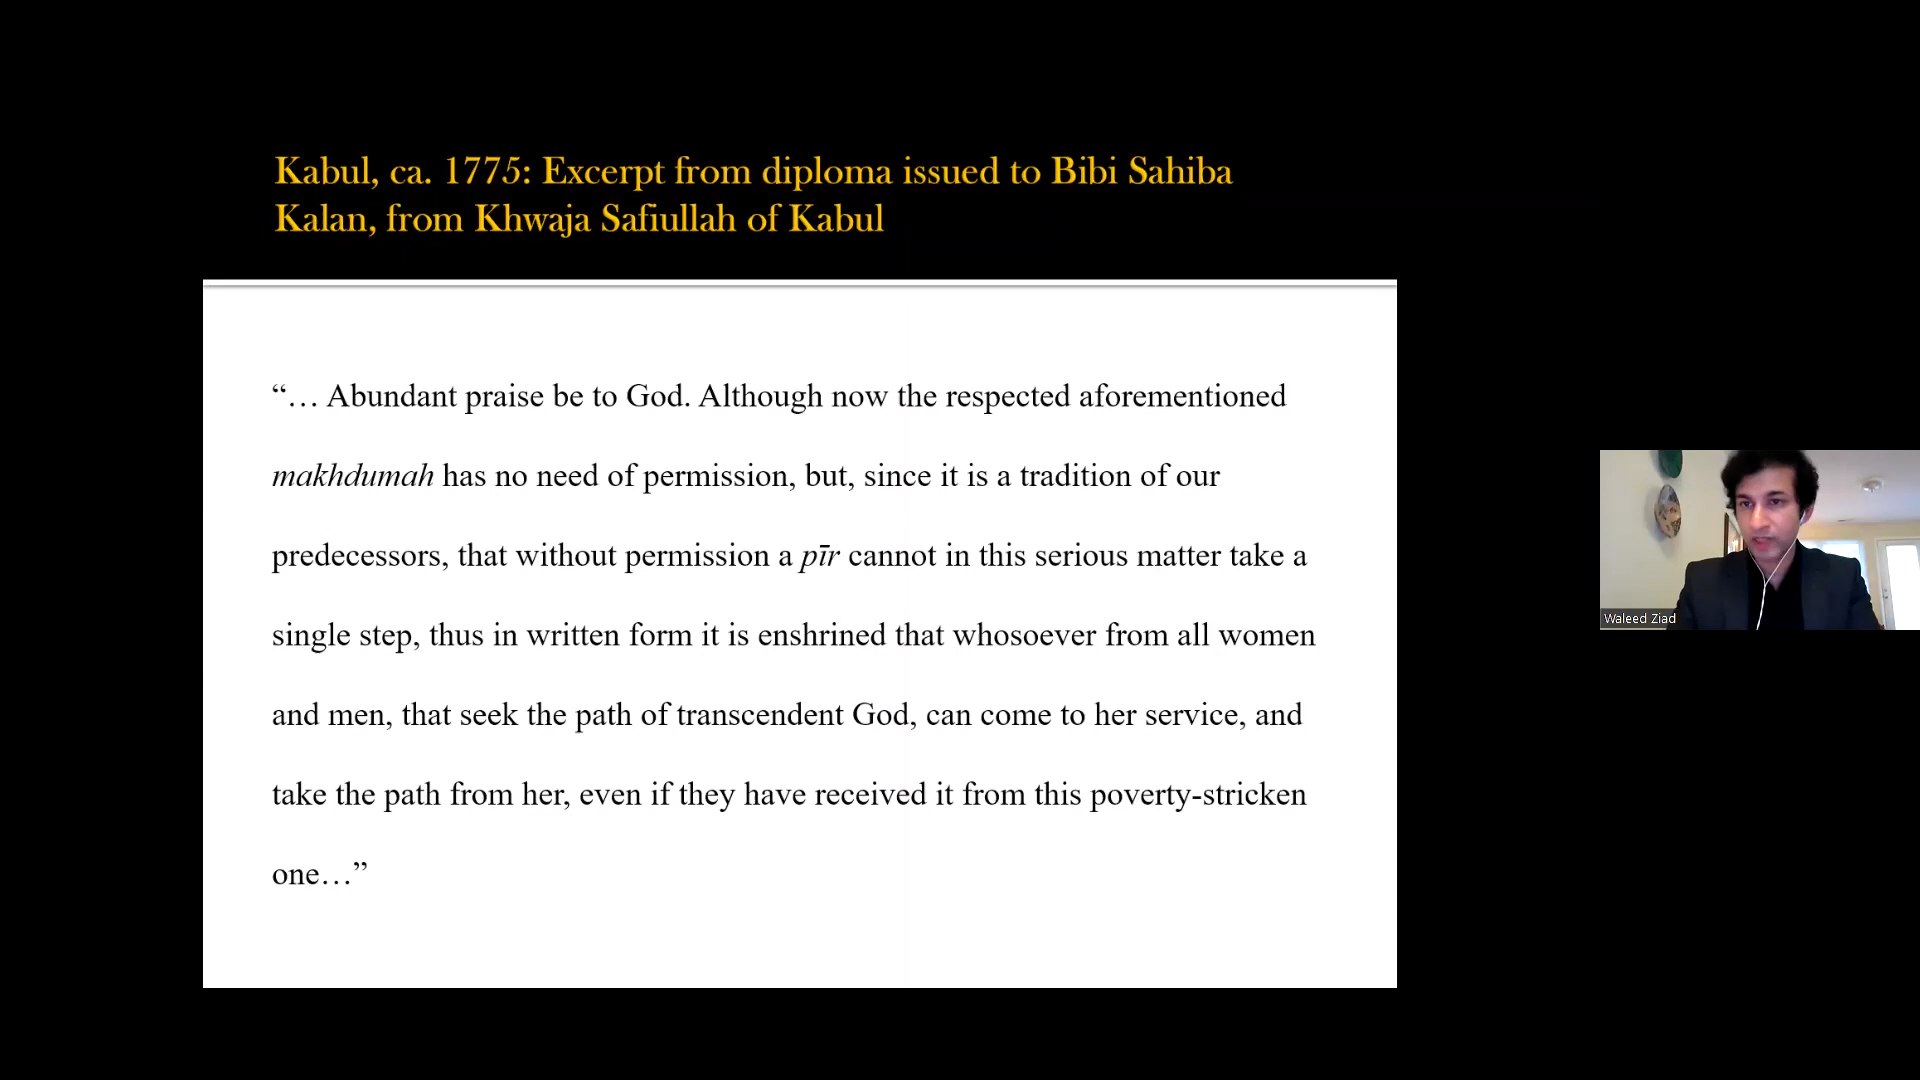 Kabul, ca. 1775: Excerpt from diploma issued to Bibi Sahiba
Kalan, from Khwaja Safiullah of Kabul
“… Abundant praise be to God. Although now the respected aforementioned
makhdumah has no need of permission, but, since it is a tradition of our
predecessors, that without permission a pīr cannot in this serious matter take a
single step, thus in written form it is enshrined that whosoever from all women
and men, that seek the path of transcendent God, can come to her service, and
take the path from her, even if they have received it from this poverty-stricken
one…”
Waleed Ziad